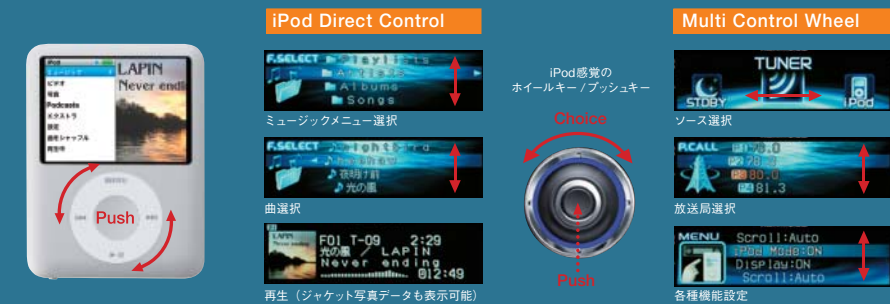 iPod Direct Control
Multi Control Wheel
iPod
ミュージック
ビデオ
写真
Podcasts
エクストラ
設定
曲をシャッフル
再生中
LAPIN
Never endi
MENU
Push
F.SELECT Playlists
Artists
Albums
Songs
ミュージックメニュー選択
F.SELECT
夜明け前
光の風
曲選択
F01 T-09 2:29
光の風 / LAPIN
Never ending
012:49
再生（ジャケット写真データも表示可能）
iPod感覚の
ホイールキー / プッシュキー
Choice
Push
TUNER
STDBY
iPod
ソース選択
P.CALL
P2 78.0
P3 80.0
P4 81.3
放送局選択
MENU Scroll:Auto
iPod Mode:ON
Display:ON
Scroll:Auto
各種機能設定